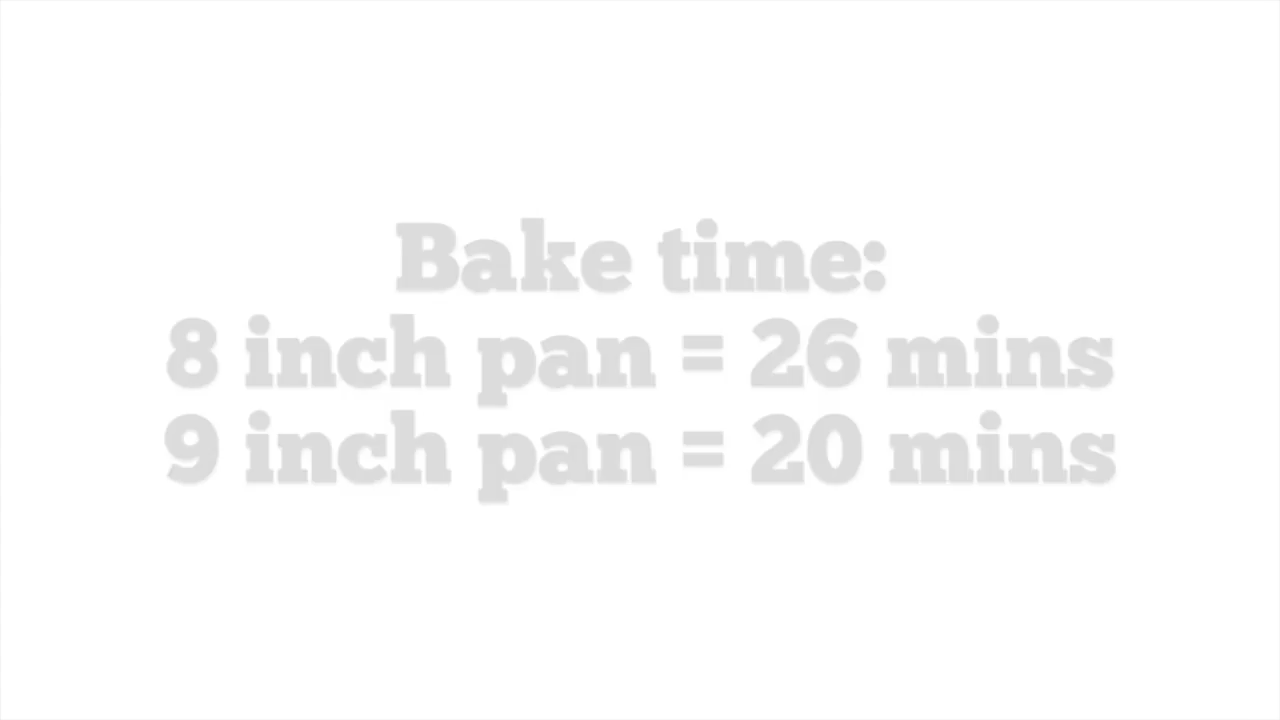 Bake time:
8 inch pan = 26 mins
9 inch pan = 20 mins